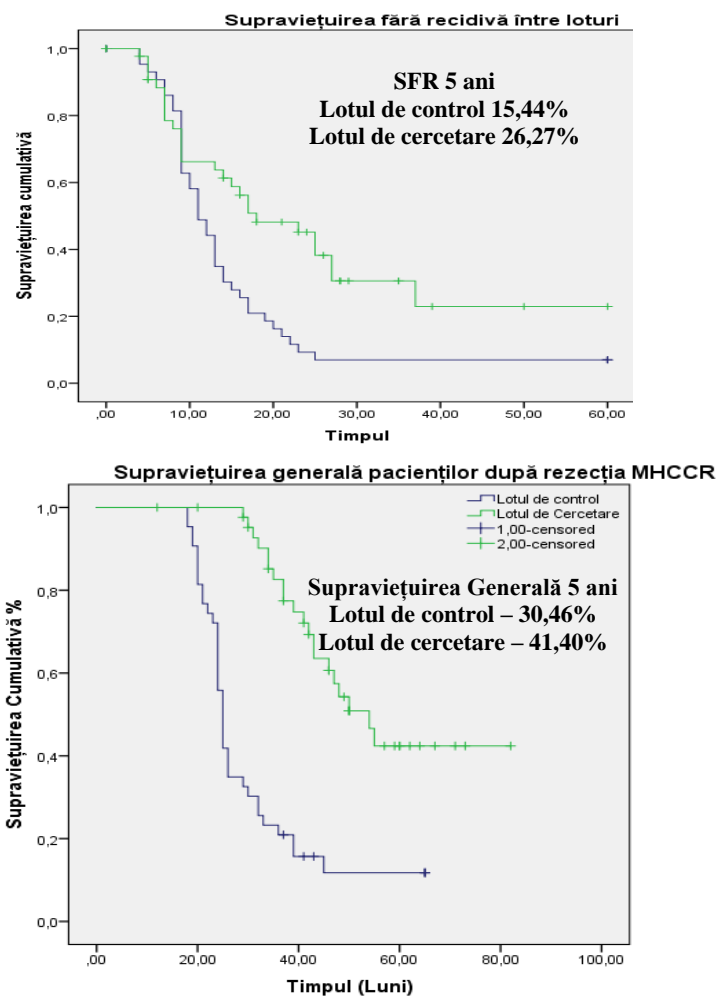 Supraviețuirea fără recidivă între loturi
SFR 5 ani
Lotul de control 15,44%
Lotul de cercetare 26,27%
Supraviețuirea cumulativă
1,0
0,8
0,6
0,4
0,2
0,0
,00
10,00
20,00
30,00
40,00
50,00
60,00
Timpul
Supraviețuirea generală pacienților după rezecția MHCCR
Lotul de control
Lotul de Cercetare
1,00-censored
2,00-censored
Supraviețuirea Generală 5 ani
Lotul de control – 30,46%
Lotul de cercetare – 41,40%
Supraviețuirea Cumulativă %
1,0
0,8
0,6
0,4
0,2
0,0
,00
20,00
40,00
60,00
80,00
100,00
Timpul (Luni)